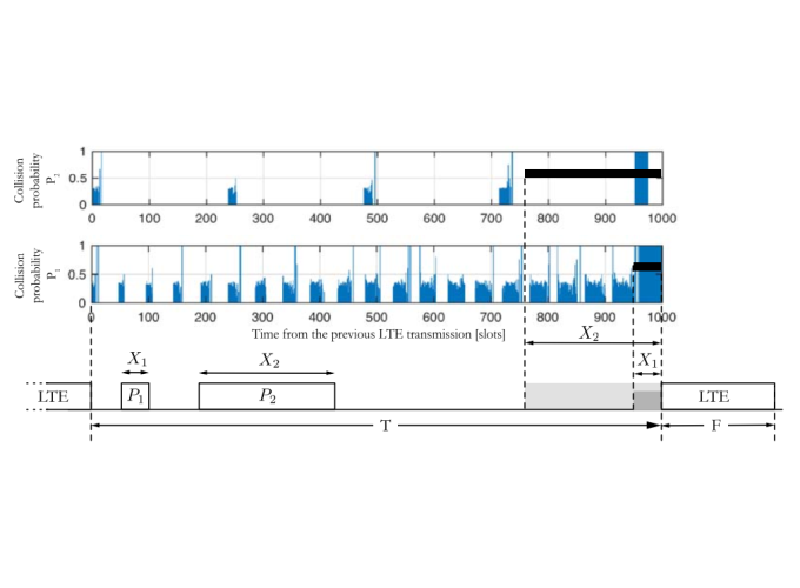 Collision
probability
P₂
1
0.5
0
0 100 200 300 400 500 600 700 800 900 1000
Collision
probability
P₁
1
0.5
0
0 100 200 300 400 500 600 700 800 900 1000
Time from the previous LTE transmission [slots]
X₂
X₁ X₂ X₁
LTE P₁ P₂ LTE
T F